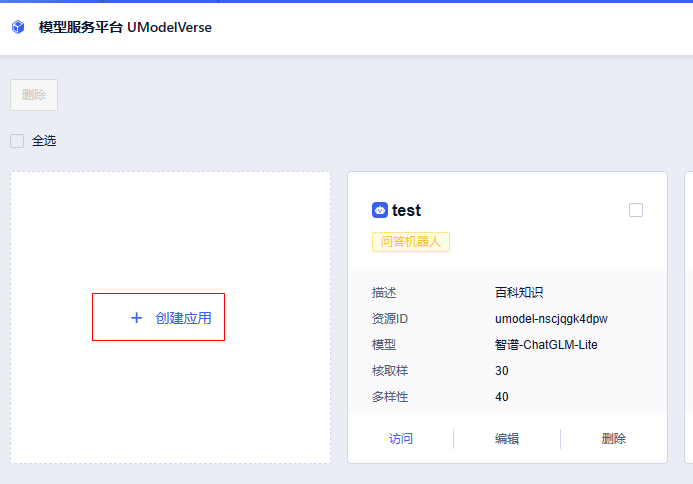 模型服务平台 UModelVerse
删除
全选
+ 创建应用
test
问答机器人
描述 百科知识
资源ID umodel-nscjqgk4dpw
模型 智谱-ChatGLM-Lite
核取样 30
多样性 40
访问 编辑 删除